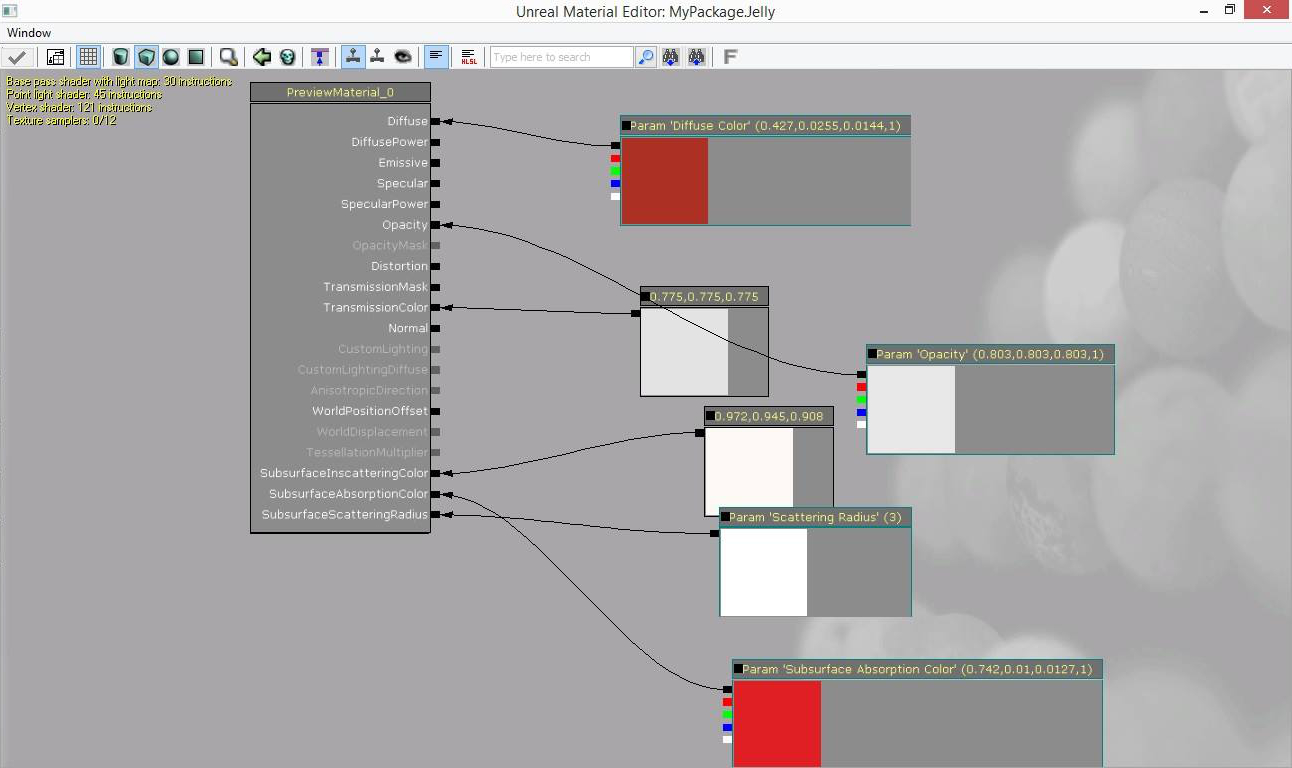 Unreal Material Editor: MyPackage.Jelly
Window
HLSL
Type here to search
F
Base pass shader with light map: 30 instructions
Point light shader: 45 instructions
Vertex shader: 121 instructions
Texture samplers: 0/12
PreviewMaterial_0
Diffuse
DiffusePower
Emissive
Specular
SpecularPower
Opacity
OpacityMask
Distortion
TransmissionMask
TransmissionColor
Normal
CustomLighting
CustomLightingDiffuse
AnisotropicDirection
WorldPositionOffset
WorldDisplacement
TessellationMultiplier
SubsurfaceInscatteringColor
SubsurfaceAbsorptionColor
SubsurfaceScatteringRadius
Param 'Diffuse Color' (0.427,0.0255,0.0144,1)
0.775,0.775,0.775
Param 'Opacity' (0.803,0.803,0.803,1)
0.972,0.945,0.908
Param 'Scattering Radius' (3)
Param 'Subsurface Absorption Color' (0.742,0.01,0.0127,1)